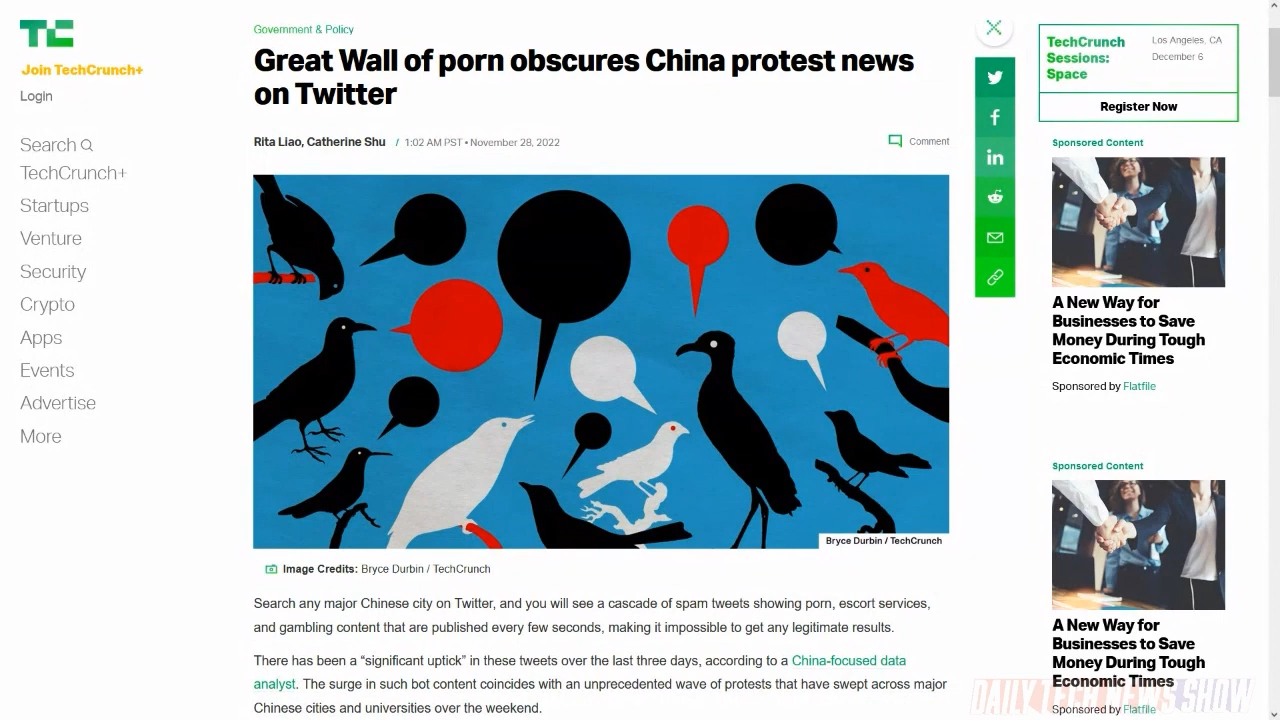 TC
Join TechCrunch+
Login
Search
TechCrunch+
Startups
Venture
Security
Crypto
Apps
Events
Advertise
More
Government & Policy
Great Wall of porn obscures China protest news
on Twitter
Rita Liao, Catherine Shu / 1:02 AM PST • November 28, 2022
Comment
Bryce Durbin / TechCrunch
Image Credits: Bryce Durbin / TechCrunch
Search any major Chinese city on Twitter, and you will see a cascade of spam tweets showing porn, escort services,
and gambling content that are published every few seconds, making it impossible to get any legitimate results.
There has been a “significant uptick” in these tweets over the last three days, according to a China-focused data
analyst. The surge in such bot content coincides with an unprecedented wave of protests that have swept across major
Chinese cities and universities over the weekend.
f
in
TechCrunch
Sessions:
Space
Los Angeles, CA
December 6
Register Now
Sponsored Content
A New Way for
Businesses to Save
Money During Tough
Economic Times
Sponsored by Flatfile
Sponsored Content
A New Way for
Businesses to Save
Money During Tough
Economic Times
Sponsored by Flatfile
DAILY TECH NEWS SHOW